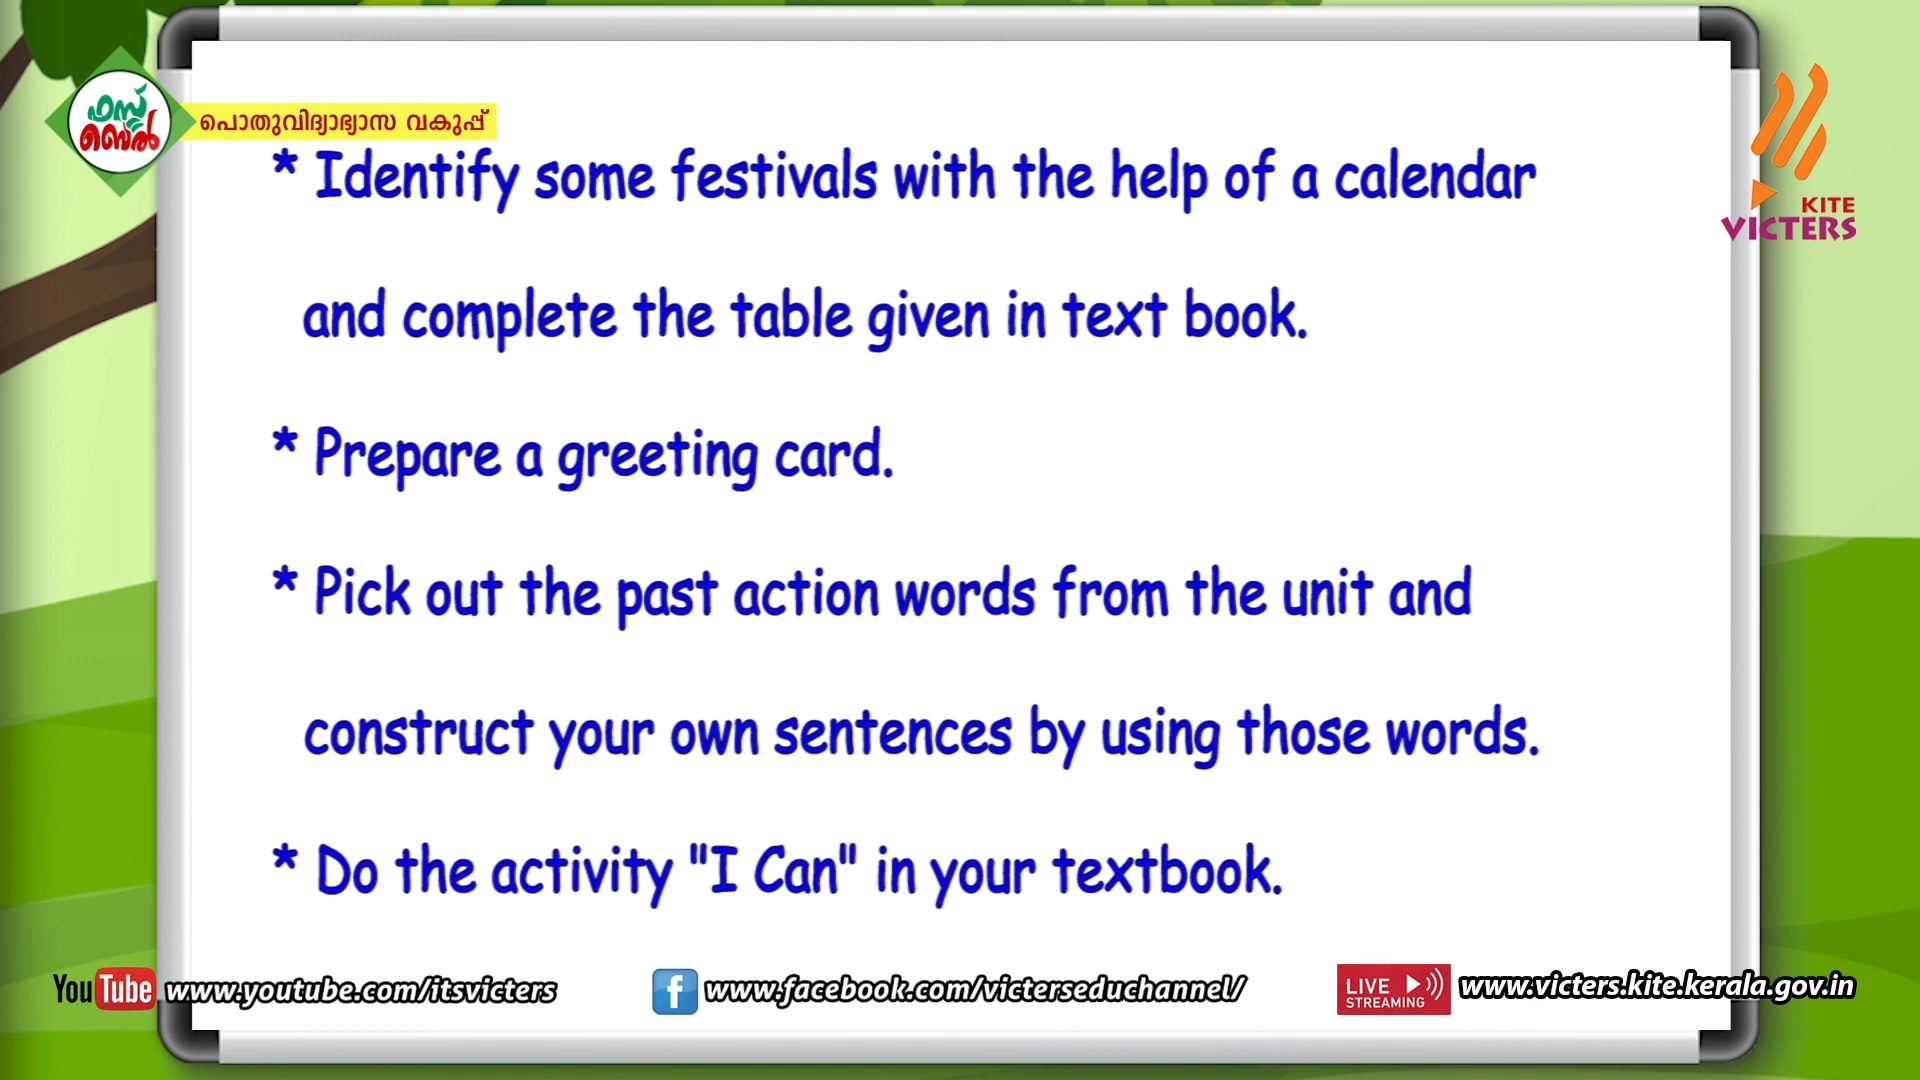 ഫസ്റ്റ്
ബെൽ
പൊതുവിദ്യാഭ്യാസ വകുപ്പ്
KITE
VICTERS
* Identify some festivals with the help of a calendar
and complete the table given in text book.
* Prepare a greeting card.
* Pick out the past action words from the unit and
construct your own sentences by using those words.
* Do the activity "I Can" in your textbook.
YouTube www.youtube.com/itsvicters
f www.facebook.com/victerseduchannel/
LIVE
STREAMING
www.victers.kite.kerala.gov.in